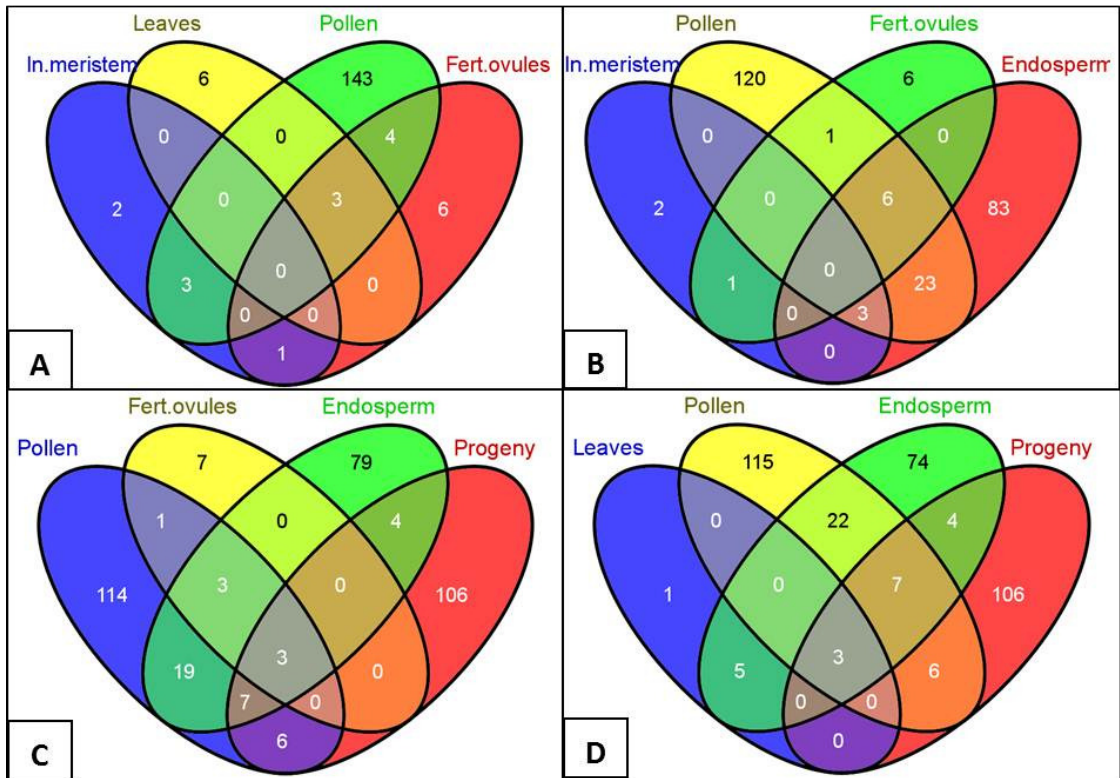 Leaves Pollen
In.meristem Fert.ovules
6 143
0 0 4
2 0 3 6
0
3 0
0 0
1
A
Pollen Fert.ovules
In.meristem Endosperm
120 6
0 1 0
2 0 6 83
0
1 23
0 3
0
B
Fert.ovules Endosperm
Pollen Progeny
7 79
1 0 4
114 3 0 106
3
19 0
7 0
6
C
Pollen Endosperm
Leaves Progeny
115 74
0 22 4
1 0 7 106
3
5 6
0 0
0
D